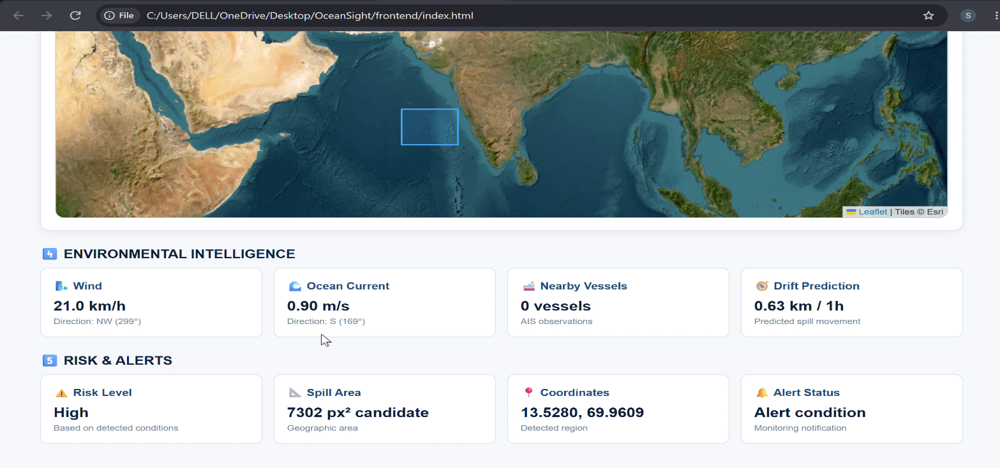 File C:/Users/DELL/OneDrive/Desktop/OceanSight/frontend/index.html S
Leaflet | Tiles © Esri
4 ENVIRONMENTAL INTELLIGENCE
Wind
21.0 km/h
Direction: NW (299°)
Ocean Current
0.90 m/s
Direction: S (169°)
Nearby Vessels
0 vessels
AIS observations
Drift Prediction
0.63 km / 1h
Predicted spill movement
5 RISK & ALERTS
Risk Level
High
Based on detected conditions
Spill Area
7302 px² candidate
Geographic area
Coordinates
13.5280, 69.9609
Detected region
Alert Status
Alert condition
Monitoring notification